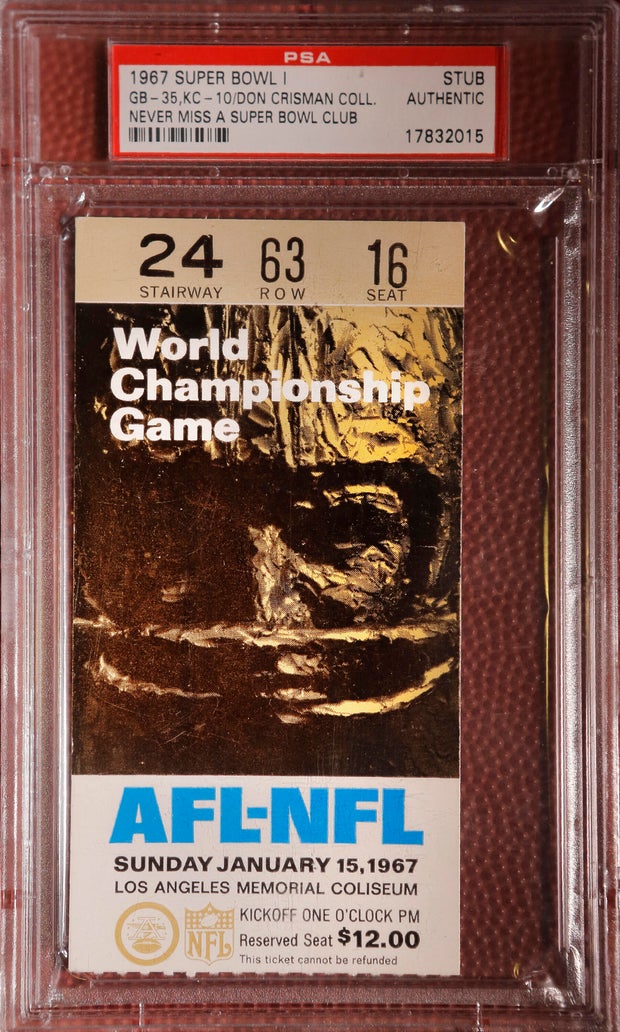 PSA
1967 SUPER BOWL I STUB
GB-35,KC-10/DON CRISMAN COLL. AUTHENTIC
NEVER MISS A SUPER BOWL CLUB
17832015
24 63 16
STAIRWAY ROW SEAT
World
Championship
Game
AFL-NFL
SUNDAY JANUARY 15, 1967
LOS ANGELES MEMORIAL COLISEUM
KICKOFF ONE O'CLOCK PM
NFL
Reserved Seat $12.00
This ticket cannot be refunded